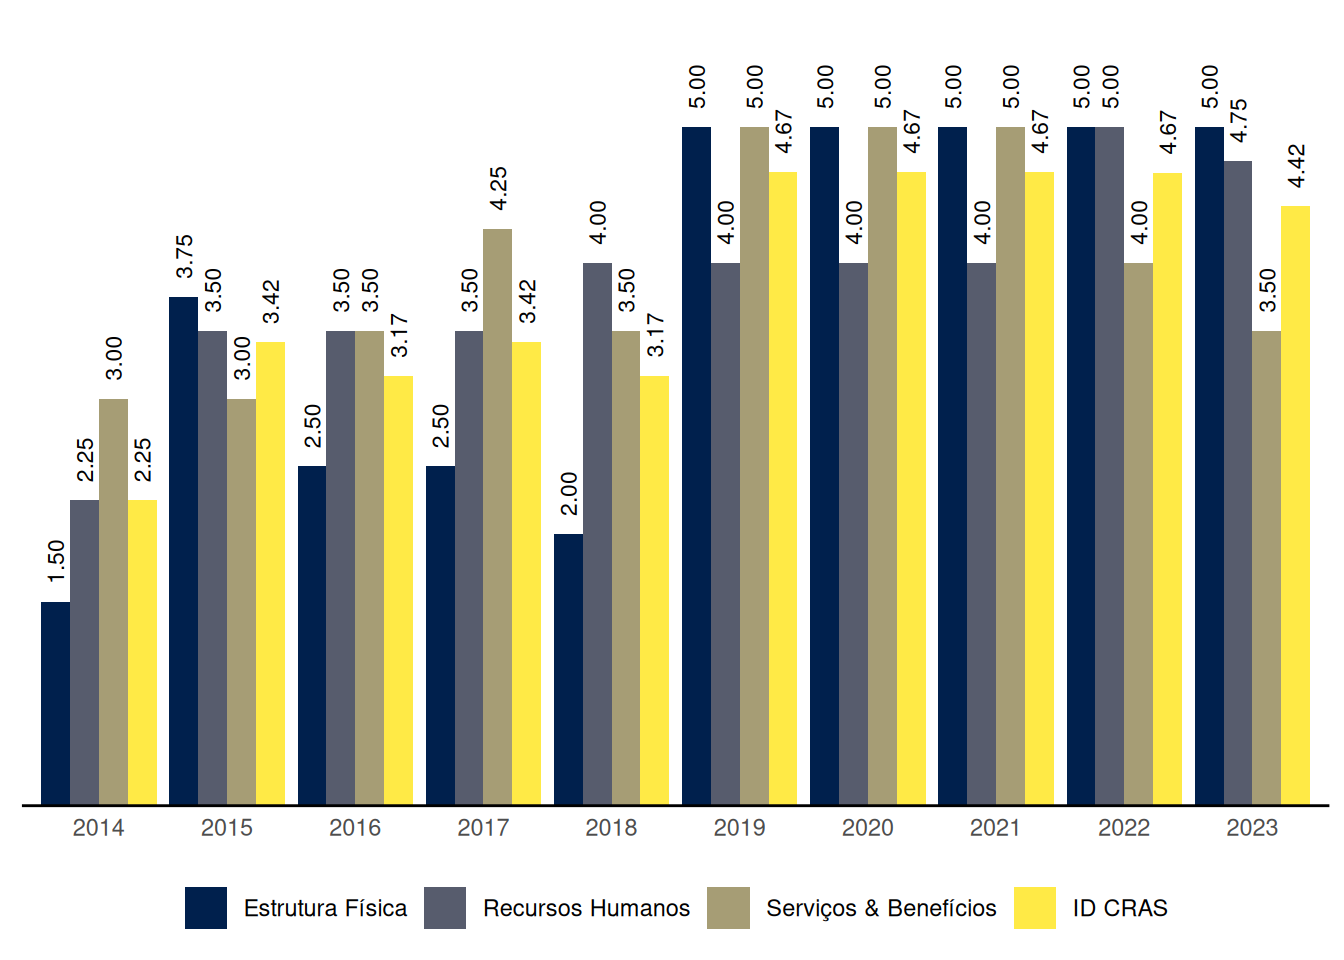 1.50 2.25 3.00 2.25
3.75 3.50 3.00 3.42
2.50 3.50 3.50 3.17
2.50 3.50 4.25 3.42
2.00 4.00 3.50 3.17
5.00 4.00 5.00 4.67
5.00 4.00 5.00 4.67
5.00 4.00 5.00 4.67
5.00 5.00 4.00 4.67
5.00 4.75 3.50 4.42
2014 2015 2016 2017 2018 2019 2020 2021 2022 2023
Estrutura Física Recursos Humanos Serviços & Benefícios ID CRAS